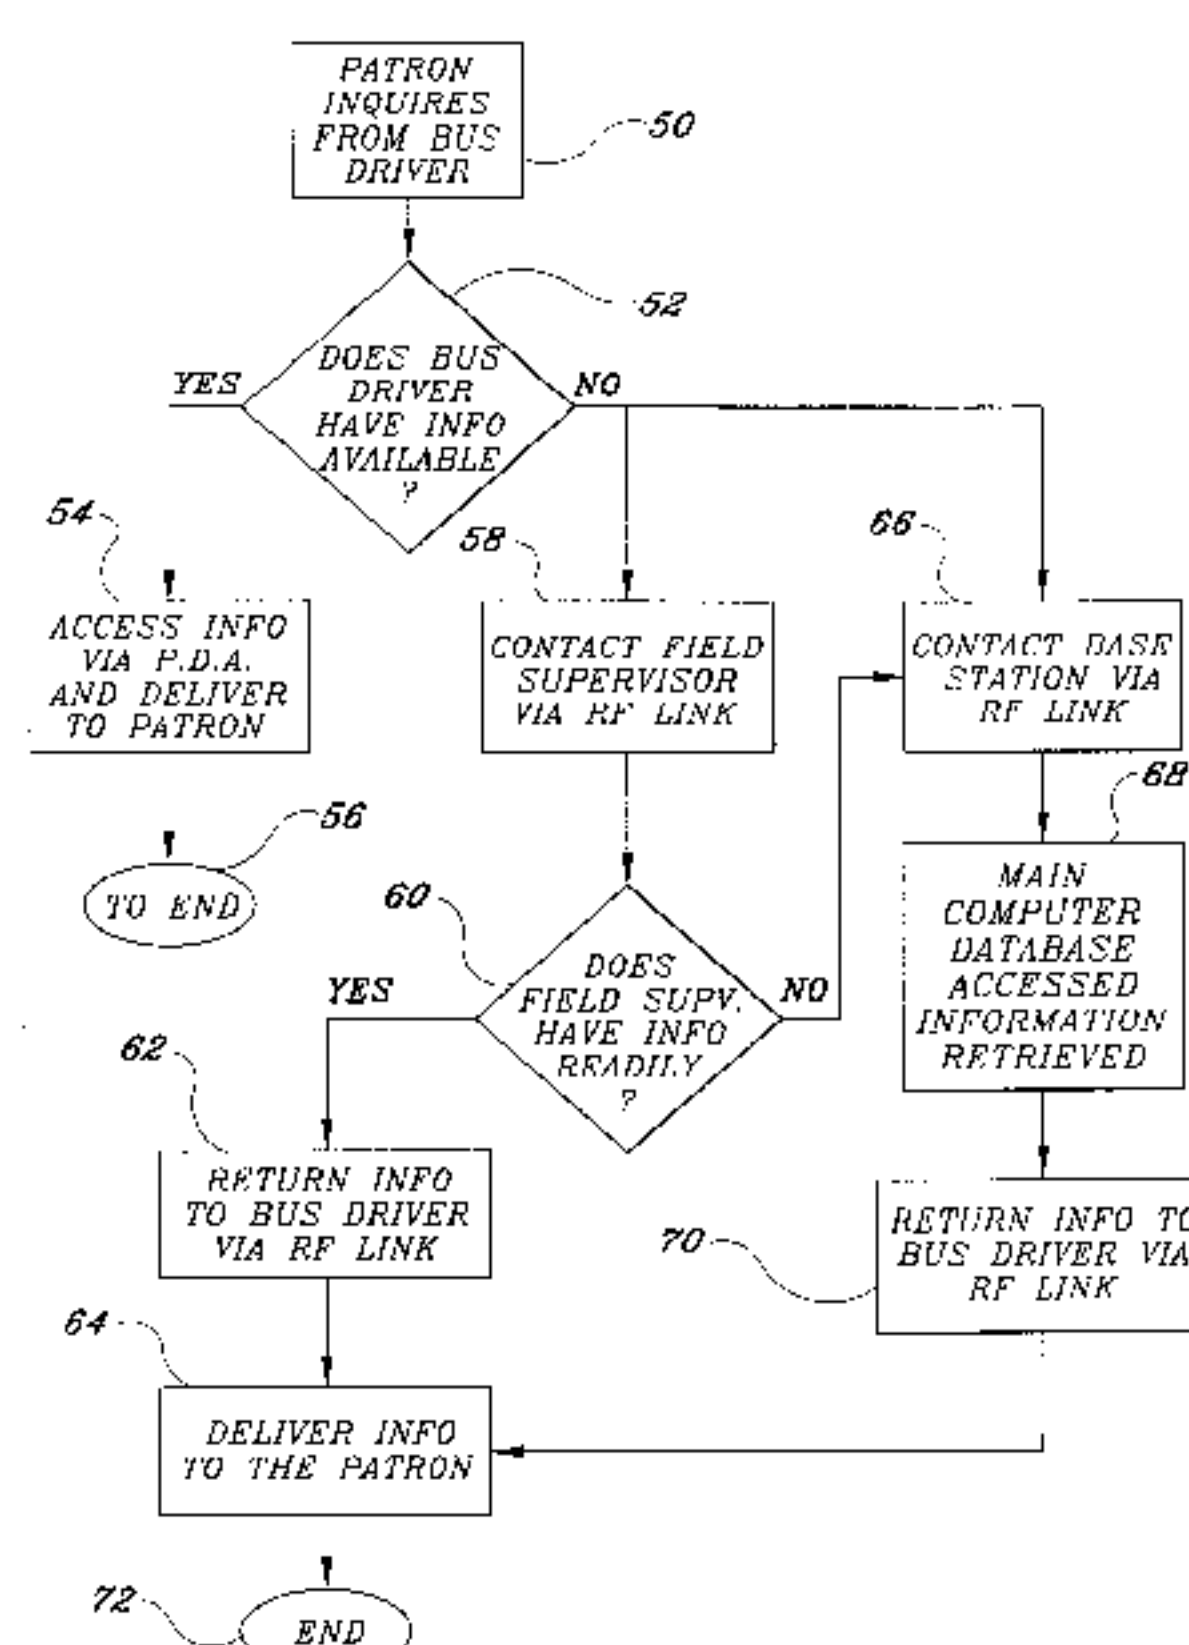 PATRON
INQUIRES
FROM BUS
DRIVER
50
52
DOES BUS
DRIVER
HAVE INFO
AVAILABLE
?
YES
NO
54
ACCESS INFO
VIA P.D.A.
AND DELIVER
TO PATRON
58
CONTACT FIELD
SUPERVISOR
VIA RF LINK
66
CONTACT BASE
STATION VIA
RF LINK
56
TO END
68
MAIN
COMPUTER
DATABASE
ACCESSED
INFORMATION
RETRIEVED
60
DOES
FIELD SUPV.
HAVE INFO
READILY
?
YES
NO
62
RETURN INFO
TO BUS DRIVER
VIA RF LINK
70
RETURN INFO TO
BUS DRIVER VIA
RF LINK
64
DELIVER INFO
TO THE PATRON
72
END